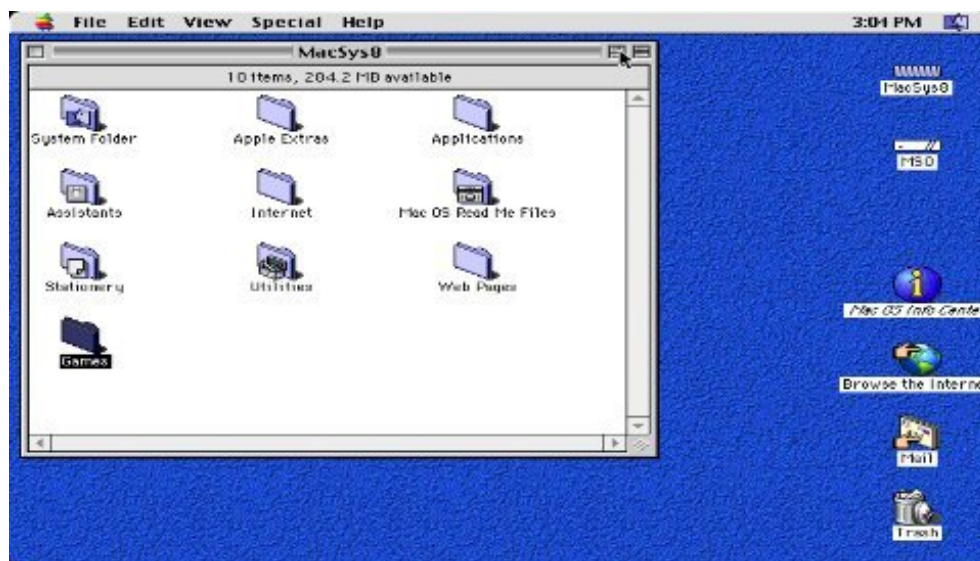 File Edit View Special Help 3:04 PM
MacSys8
10 items, 204.2 MB available
System Folder Apple Extras Applications
Assistants Internet Mac OS Read Me Files
Stationery Utilities Web Pages
Games
MacSys8
MSO
Mac OS Info Cente
Browse the Interne
Mail
Trash